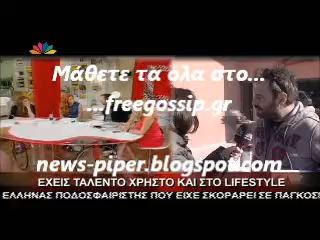 Μάθετε τα όλα στο...
...freegossip.gr
news-piper.blogspot.com
ΕΧΕΙΣ ΤΑΛΕΝΤΟ ΧΡΗΣΤΟ ΚΑΙ ΣΤΟ LIFESTYLE
ΕΛΛΗΝΑΣ ΠΟΔΟΣΦΑΙΡΙΣΤΗΣ ΠΟΥ ΕΙΧΕ ΣΚΟΡΑΡΕΙ ΣΕ ΠΑΓΚΟΣ